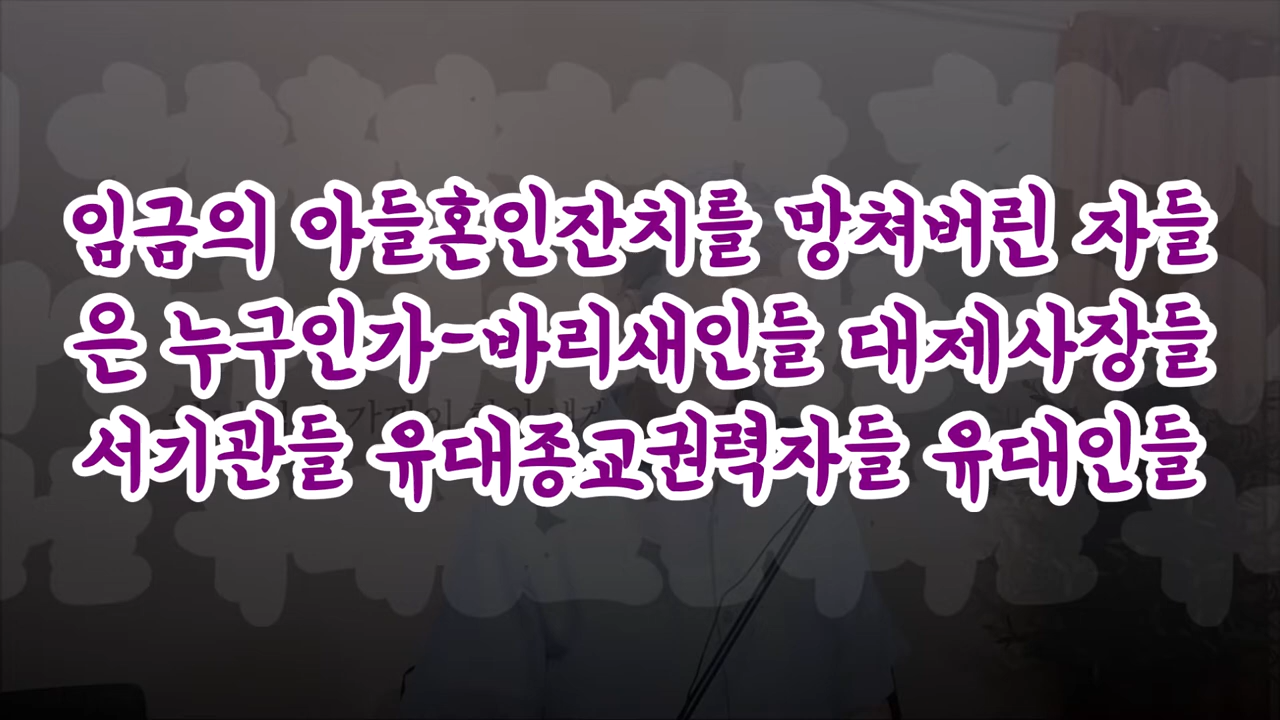 임금의 아들혼인잔치를 망쳐버린 자들
은 누구인가-바리새인들 대제사장들
서기관들 유대종교권력자들 유대인들